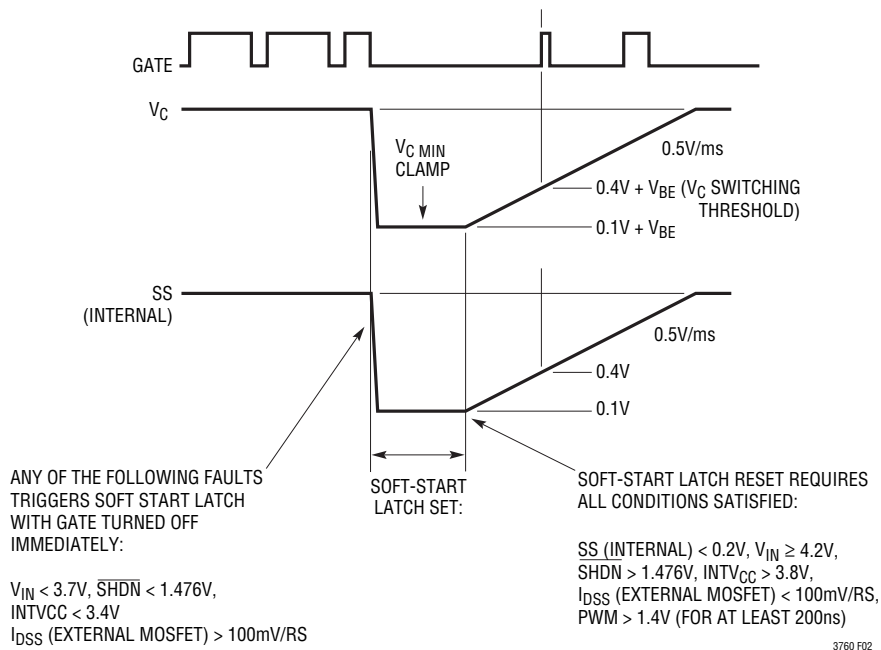 GATE
V_C
V_C MIN
CLAMP
0.5V/ms
0.4V + V_BE (V_C SWITCHING
THRESHOLD)
0.1V + V_BE
SS
(INTERNAL)
0.5V/ms
0.4V
0.1V
ANY OF THE FOLLOWING FAULTS
TRIGGERS SOFT START LATCH
WITH GATE TURNED OFF
IMMEDIATELY:
V_IN < 3.7V, SHDN < 1.476V,
INTVCC < 3.4V
I_DSS (EXTERNAL MOSFET) > 100mV/RS
SOFT-START
LATCH SET:
SOFT-START LATCH RESET REQUIRES
ALL CONDITIONS SATISFIED:
SS (INTERNAL) < 0.2V, V_IN ≥ 4.2V,
SHDN > 1.476V, INTV_CC > 3.8V,
I_DSS (EXTERNAL MOSFET) < 100mV/RS,
PWM > 1.4V (FOR AT LEAST 200ns)
3760 F02